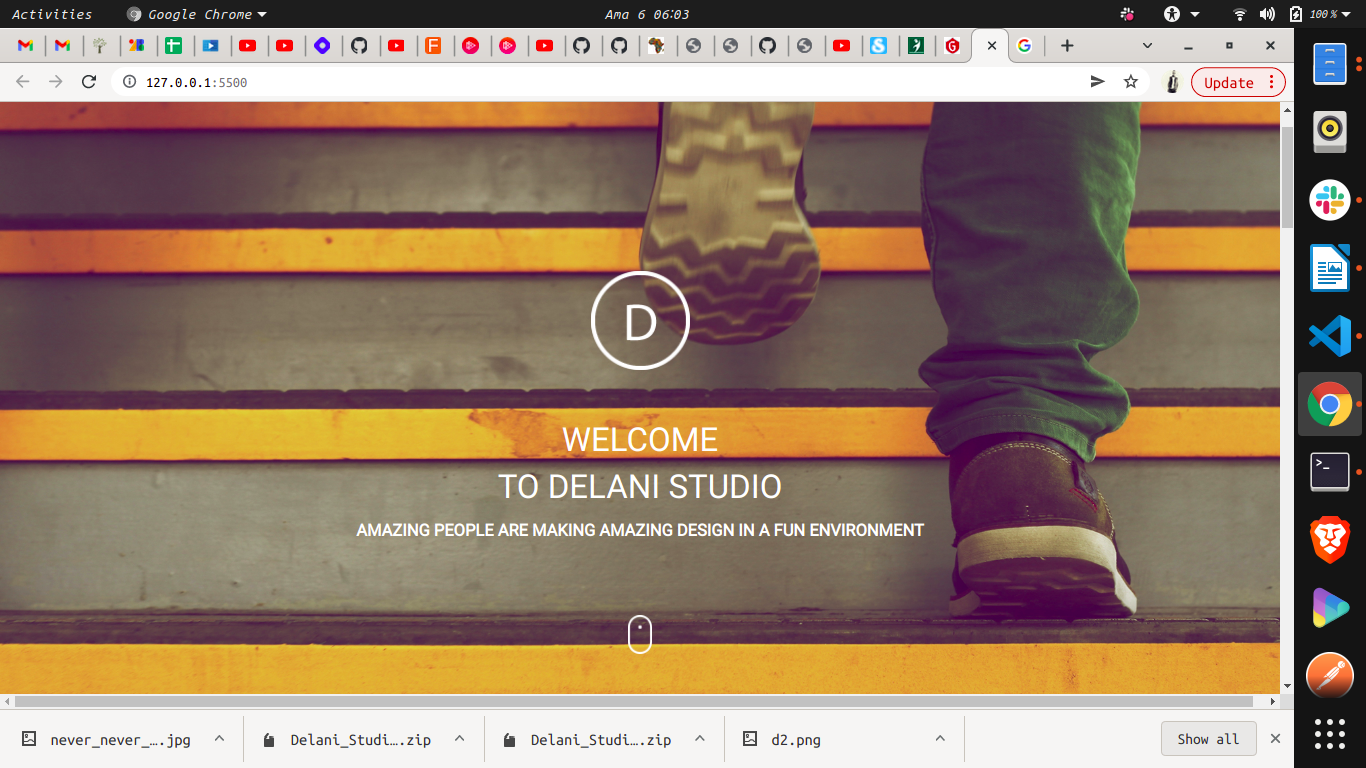 Activities
Google Chrome
Ama 6 06:03
100 %
127.0.0.1:5500
Update
D
WELCOME
TO DELANI STUDIO
AMAZING PEOPLE ARE MAKING AMAZING DESIGN IN A FUN ENVIRONMENT
never_never_….jpg
Delani_Studi….zip
Delani_Studi….zip
d2.png
Show all